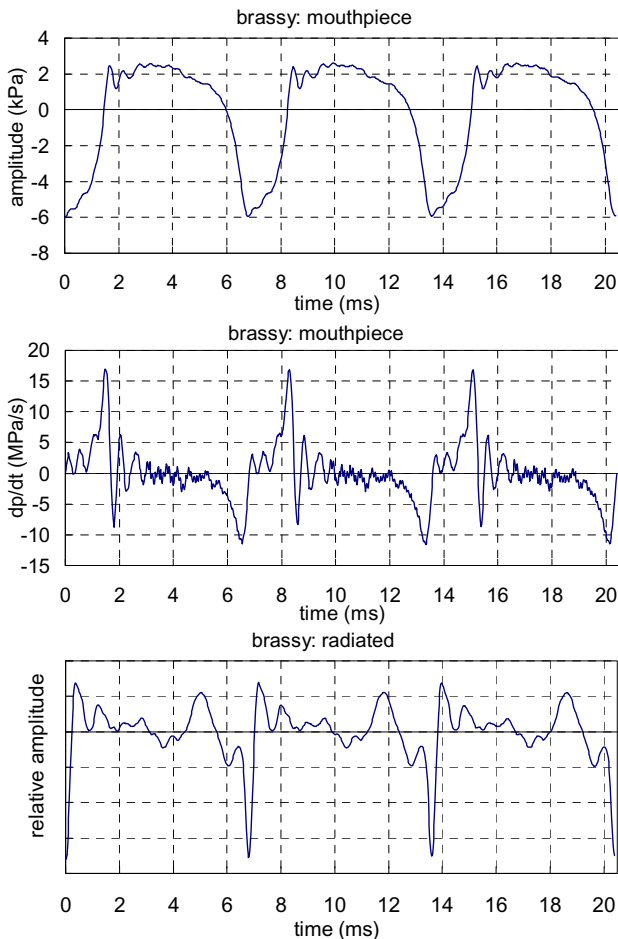 brassy: mouthpiece
4
2
0
-2
-4
-6
-8
amplitude (kPa)
0 2 4 6 8 10 12 14 16 18 20
time (ms)
brassy: mouthpiece
20
15
10
5
0
-5
-10
-15
dp/dt (MPa/s)
0 2 4 6 8 10 12 14 16 18 20
time (ms)
brassy: radiated
relative amplitude
0 2 4 6 8 10 12 14 16 18 20
time (ms)